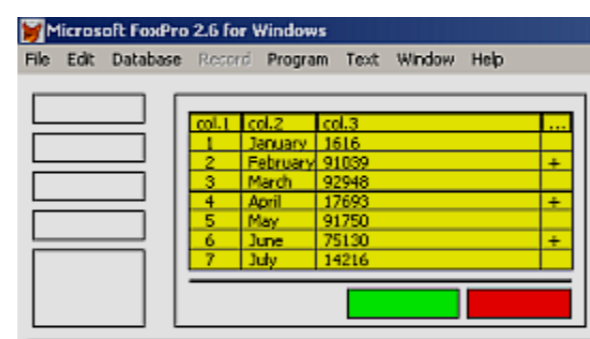 Microsoft FoxPro 2.6 for Windows
File Edit Database Record Program Text Window Help
col.1 col.2 col.3 ...
1 January 1616
2 February 91039 +
3 March 92948
4 April 17693 +
5 May 91750
6 June 75130 +
7 July 14216